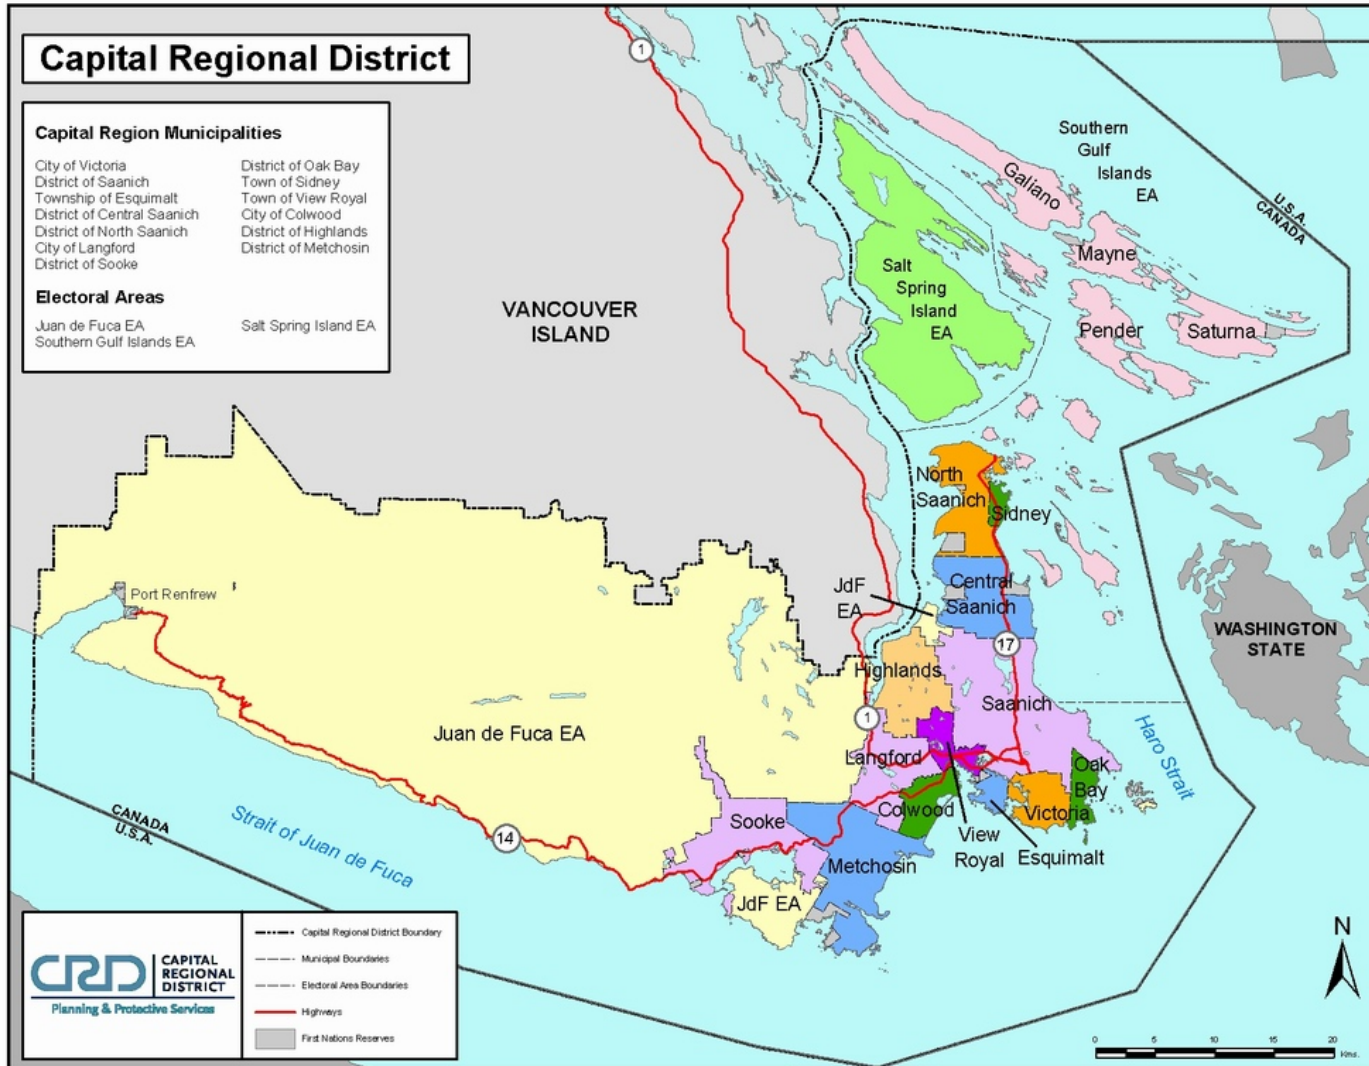 Capital Regional District
Capital Region Municipalities
City of Victoria
District of Saanich
Township of Esquimalt
District of Central Saanich
District of North Saanich
City of Langford
District of Sooke
District of Oak Bay
Town of Sidney
Town of View Royal
City of Colwood
District of Highlands
District of Metchosin
Electoral Areas
Juan de Fuca EA
Southern Gulf Islands EA
Salt Spring Island EA
1
VANCOUVER
ISLAND
Southern
Gulf
Islands
EA
Galiano
U.S.A.
CANADA
Mayne
Salt
Spring
Island
EA
Pender
Saturna
North
Saanich
Sidney
JdF
EA
Central
Saanich
Port Renfrew
17
WASHINGTON
STATE
Highlands
Saanich
1
Juan de Fuca EA
Langford
Haro Strait
Oak
Bay
Colwood
Victoria
Sooke
View
Royal
Esquimalt
14
CANADA
U.S.A.
Strait of Juan de Fuca
Metchosin
JdF EA
CRD
CAPITAL
REGIONAL
DISTRICT
Planning & Protective Services
Capital Regional District Boundary
Municipal Boundaries
Electoral Area Boundaries
Highways
First Nations Reserves
N
0 5 10 20
Kms.